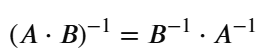 (A · B)⁻¹ = B⁻¹ · A⁻¹